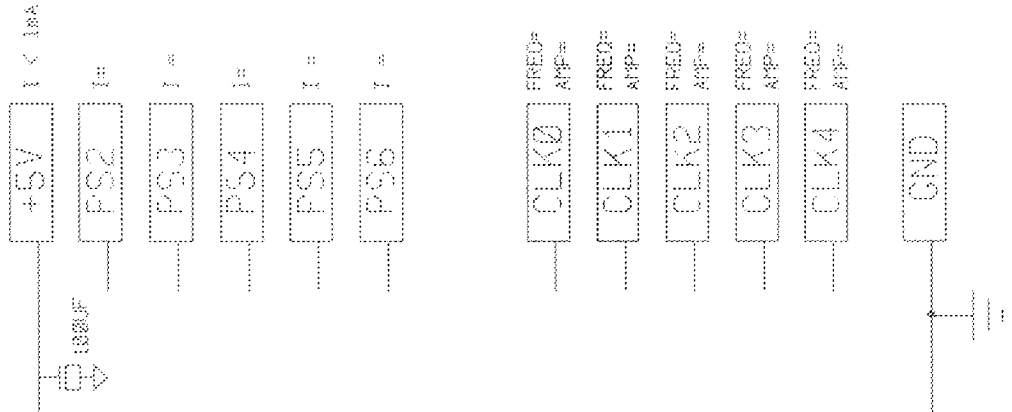 I < 1mA
I=
I =
I=
I =
I =
FREQ=
AMP=
FREQ=
AMP=
FREQ=
AMP=
FREQ=
AMP=
FREQ=
AMP=
+5V
PS2
PS3
PS4
PS5
PS6
CLK0
CLK1
CLK2
CLK3
CLK4
GND
100UF